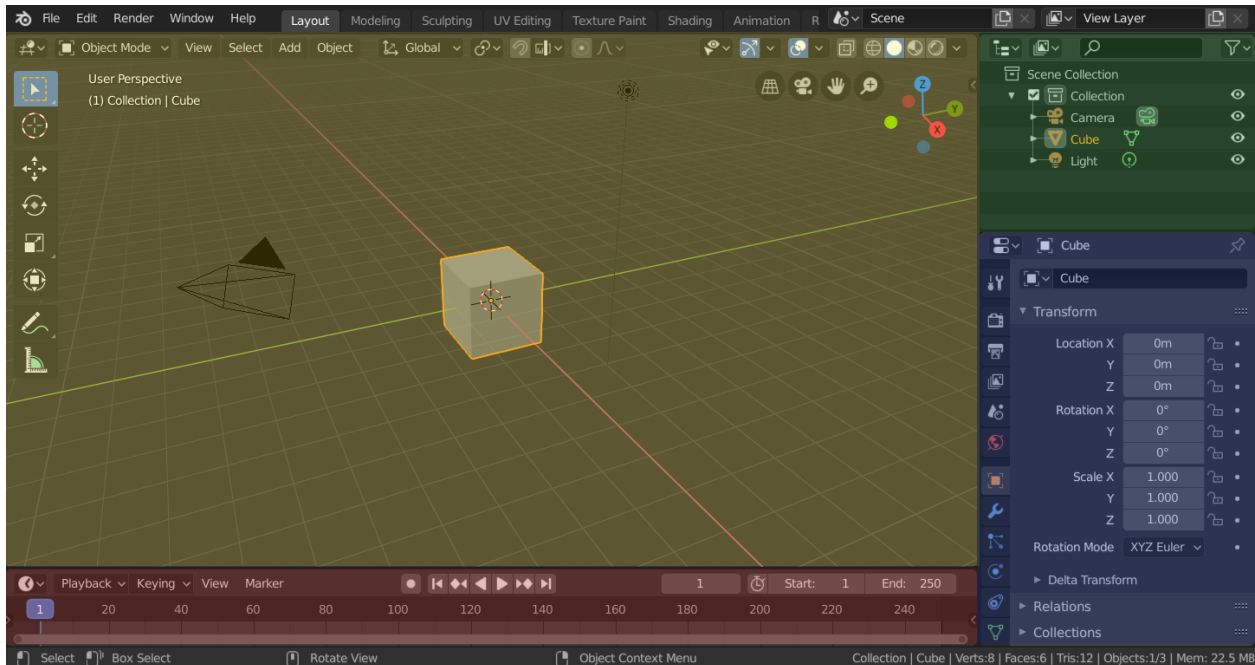 File Edit Render Window Help Layout Modeling Sculpting UV Editing Texture Paint Shading Animation R Scene View Layer
Object Mode View Select Add Object Global
User Perspective
(1) Collection | Cube
Z
Y
X
Scene Collection
Collection
Camera
Cube
Light
Cube
Cube
Transform
Location X 0m
Y 0m
Z 0m
Rotation X 0°
Y 0°
Z 0°
Scale X 1.000
Y 1.000
Z 1.000
Rotation Mode XYZ Euler
Delta Transform
Relations
Collections
Playback Keying View Marker 1 Start: 1 End: 250
1 20 40 60 80 100 120 140 160 180 200 220 240
Select Box Select Rotate View Object Context Menu Collection | Cube | Verts:8 | Faces:6 | Tris:12 | Objects:1/3 | Mem: 22.5 MB